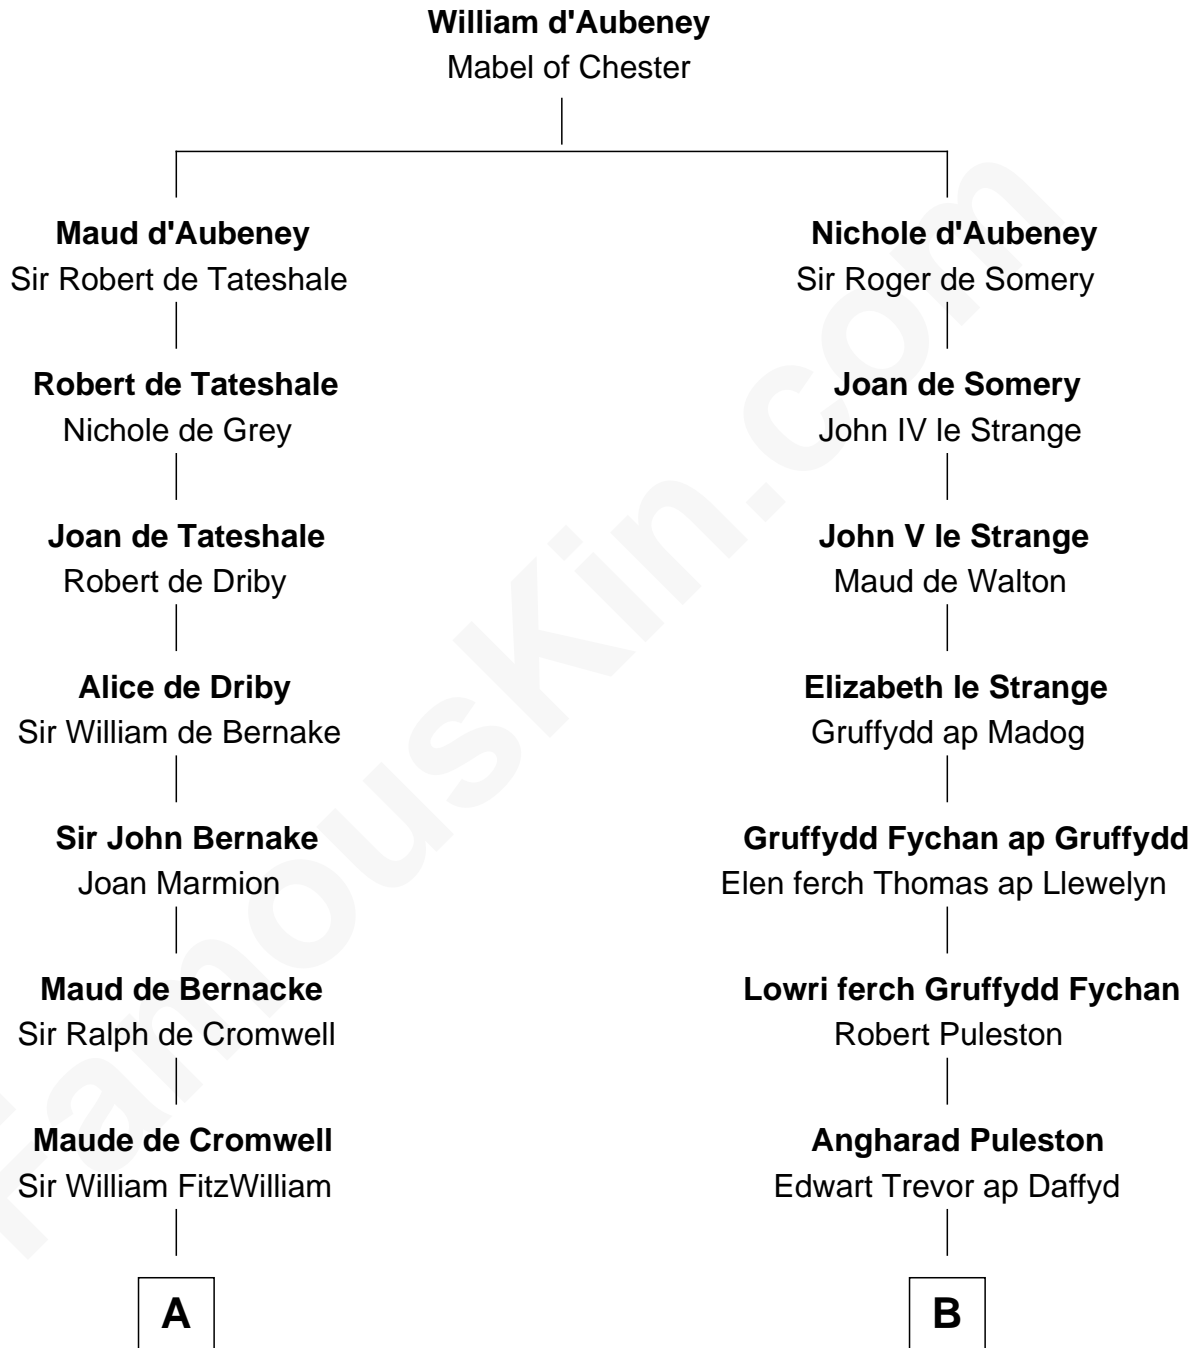 William d'Aubeney
Mabel of Chester
Maud d'Aubeney
Sir Robert de Tateshale
Robert de Tateshale
Nichole de Grey
Joan de Tateshale
Robert de Driby
Alice de Driby
Sir William de Bernake
Sir John Bernake
Joan Marmion
Maud de Bernacke
Sir Ralph de Cromwell
Maude de Cromwell
Sir William FitzWilliam
A
Nichole d'Aubeney
Sir Roger de Somery
Joan de Somery
John IV le Strange
John V le Strange
Maud de Walton
Elizabeth le Strange
Gruffydd ap Madog
Gruffydd Fychan ap Gruffydd
Elen ferch Thomas ap Llewelyn
Lowri ferch Gruffydd Fychan
Robert Puleston
Angharad Puleston
Edwart Trevor ap Daffyd
B
FamousKin.com